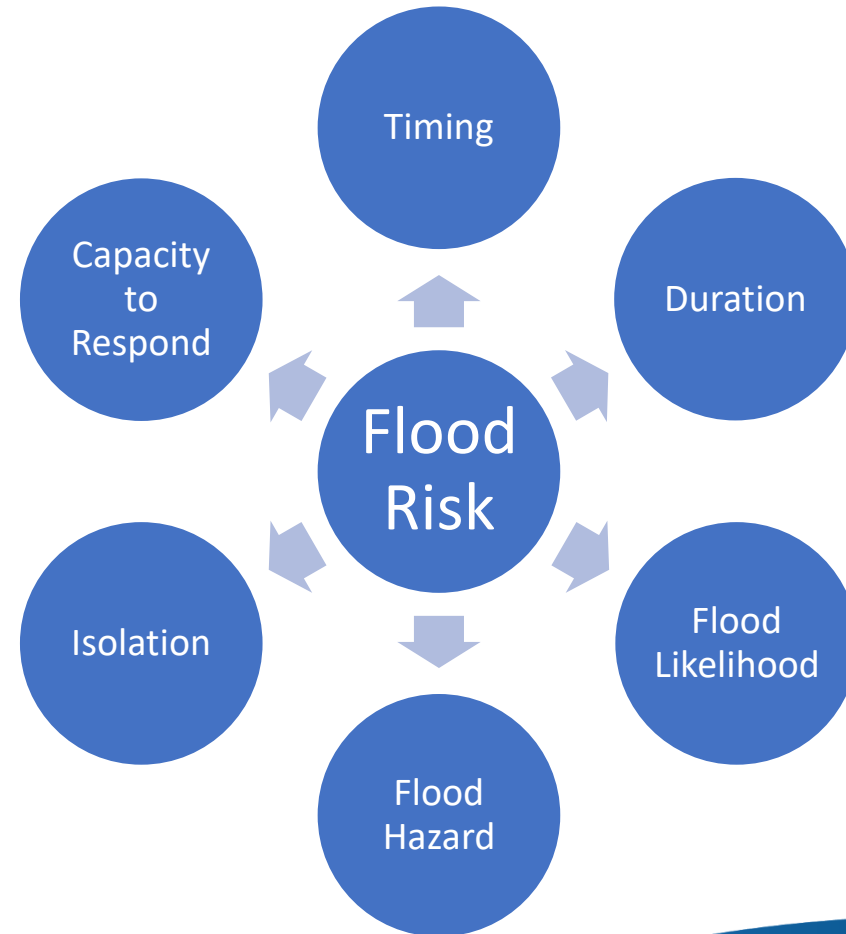 Timing
Capacity
to
Respond
Duration
Flood
Risk
Isolation
Flood
Likelihood
Flood
Hazard